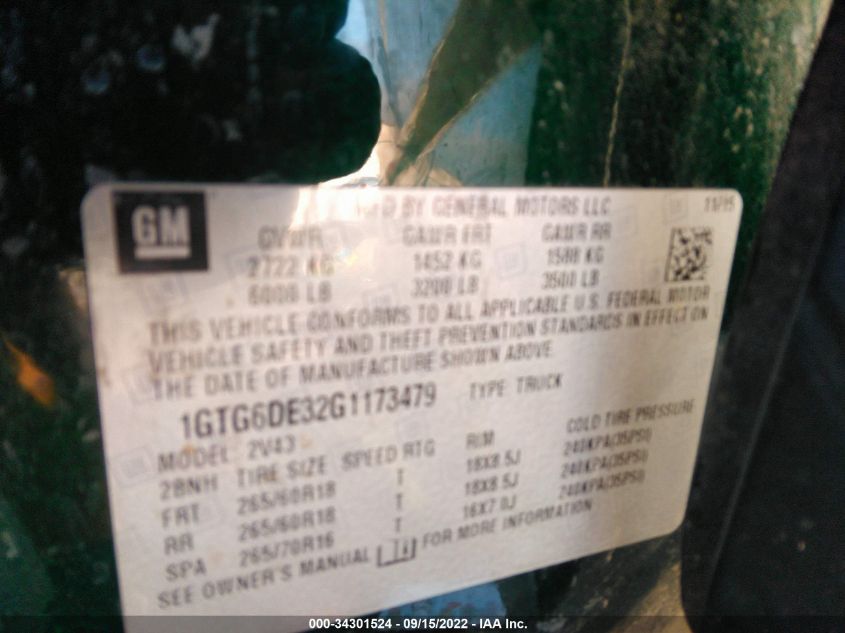 GM
MFD BY GENERAL MOTORS LLC 11/15
GVWR GAWR FRT GAWR RR
2722 KG 1452 KG 1588 KG
6000 LB 3200 LB 3500 LB
THIS VEHICLE CONFORMS TO ALL APPLICABLE U.S. FEDERAL MOTOR
VEHICLE SAFETY AND THEFT PREVENTION STANDARDS IN EFFECT ON
THE DATE OF MANUFACTURE SHOWN ABOVE.
1GTG6DE32G1173479 TYPE: TRUCK
MODEL: 2V43
2BNH TIRE SIZE SPEED RTG RIM COLD TIRE PRESSURE
FRT 265/60R18 T 18X8.5J 240KPA(35PSI)
RR 265/60R18 T 18X8.5J 240KPA(35PSI)
SPA 265/70R16 T 16X7.0J 240KPA(35PSI)
SEE OWNER'S MANUAL FOR MORE INFORMATION
000-34301524 - 09/15/2022 - IAA Inc.